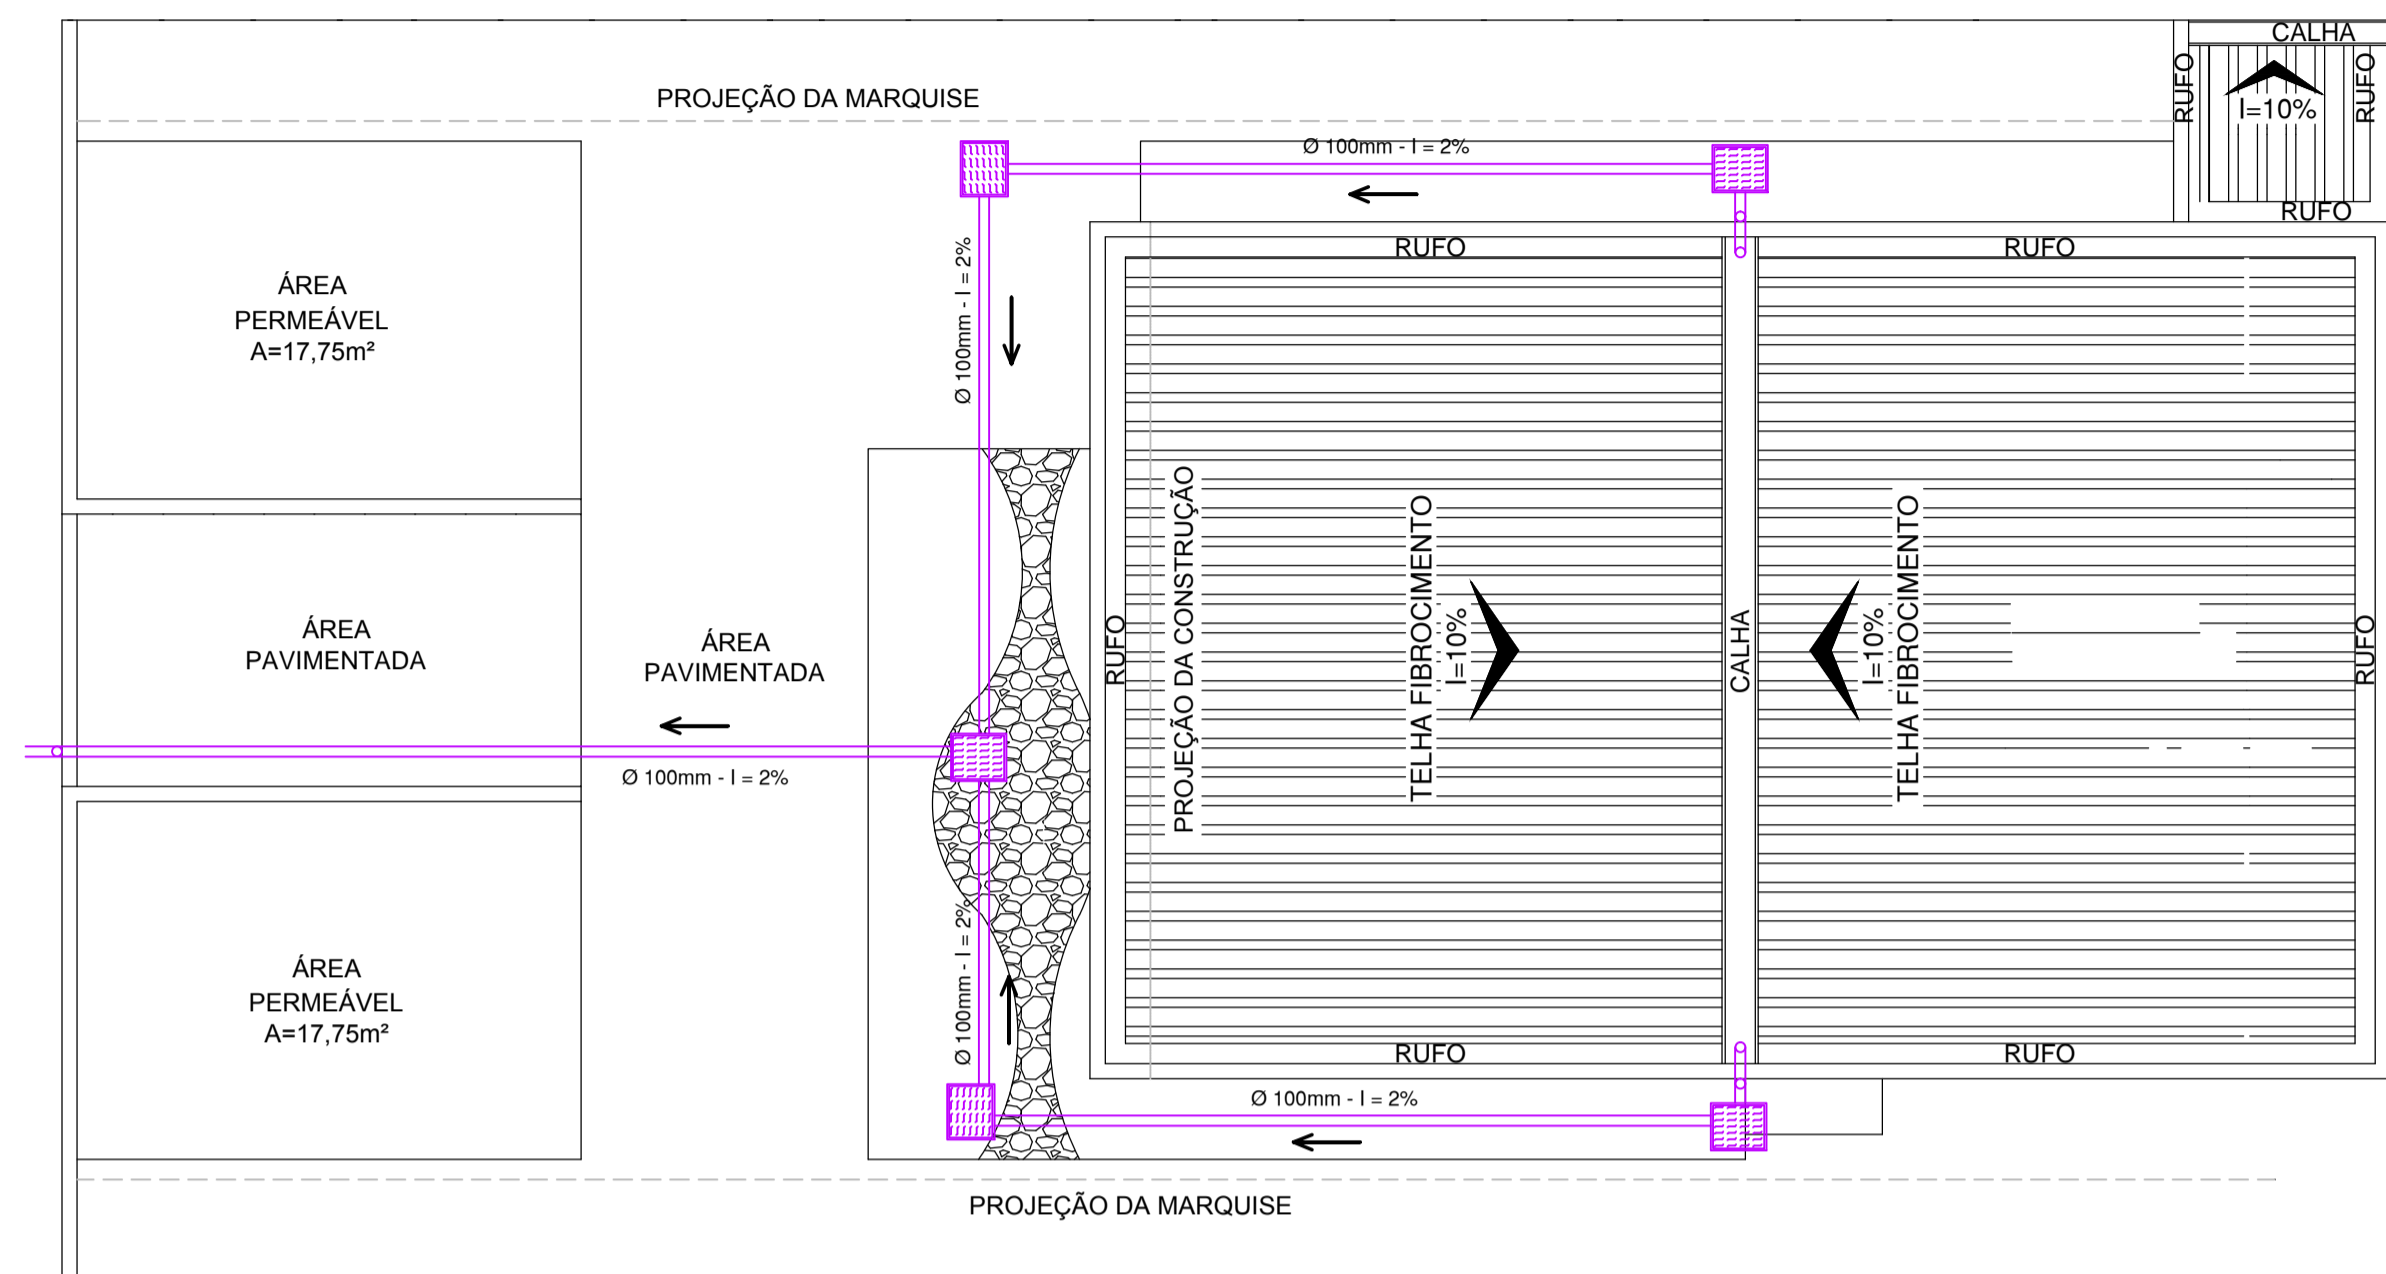 CALHA
RUFO
RUFO
I=10%
RUFO
PROJEÇÃO DA MARQUISE
Ø 100mm - I = 2%
RUFO
RUFO
Ø 100mm - I = 2%
ÁREA
PERMEÁVEL
A=17,75m²
PROJEÇÃO DA CONSTRUÇÃO
TELHA FIBROCIMENTO
I=10%
CALHA
I=10%
TELHA FIBROCIMENTO
RUFO
RUFO
ÁREA
PAVIMENTADA
ÁREA
PAVIMENTADA
Ø 100mm - I = 2%
Ø 100mm - I = 2%
ÁREA
PERMEÁVEL
A=17,75m²
RUFO
RUFO
Ø 100mm - I = 2%
PROJEÇÃO DA MARQUISE